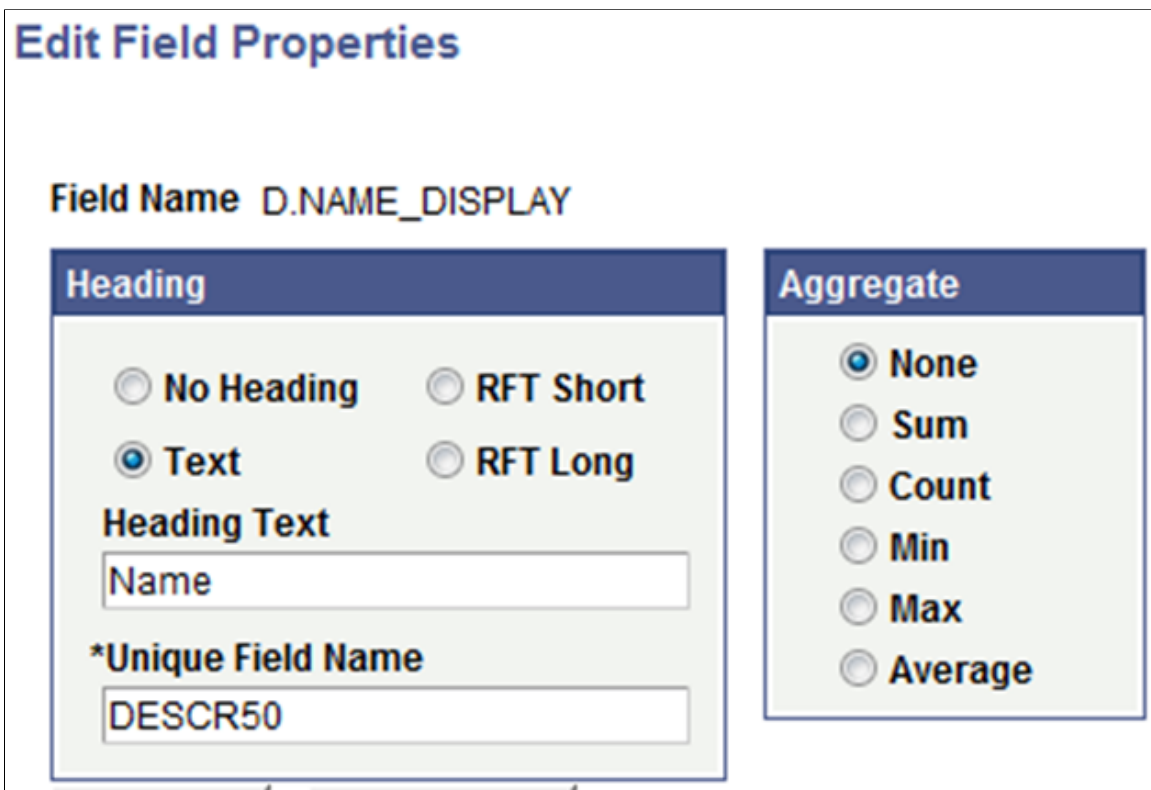 Edit Field Properties
Field Name D.NAME_DISPLAY
Heading
No Heading RFT Short
Text RFT Long
Heading Text
Name
*Unique Field Name
DESCR50
Aggregate
None
Sum
Count
Min
Max
Average